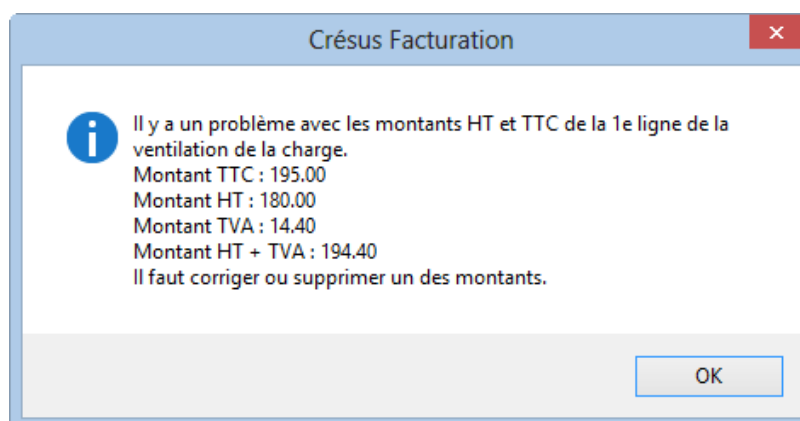 Crésus Facturation
Il y a un problème avec les montants HT et TTC de la 1e ligne de la
ventilation de la charge.
Montant TTC : 195.00
Montant HT : 180.00
Montant TVA : 14.40
Montant HT + TVA : 194.40
Il faut corriger ou supprimer un des montants.
OK